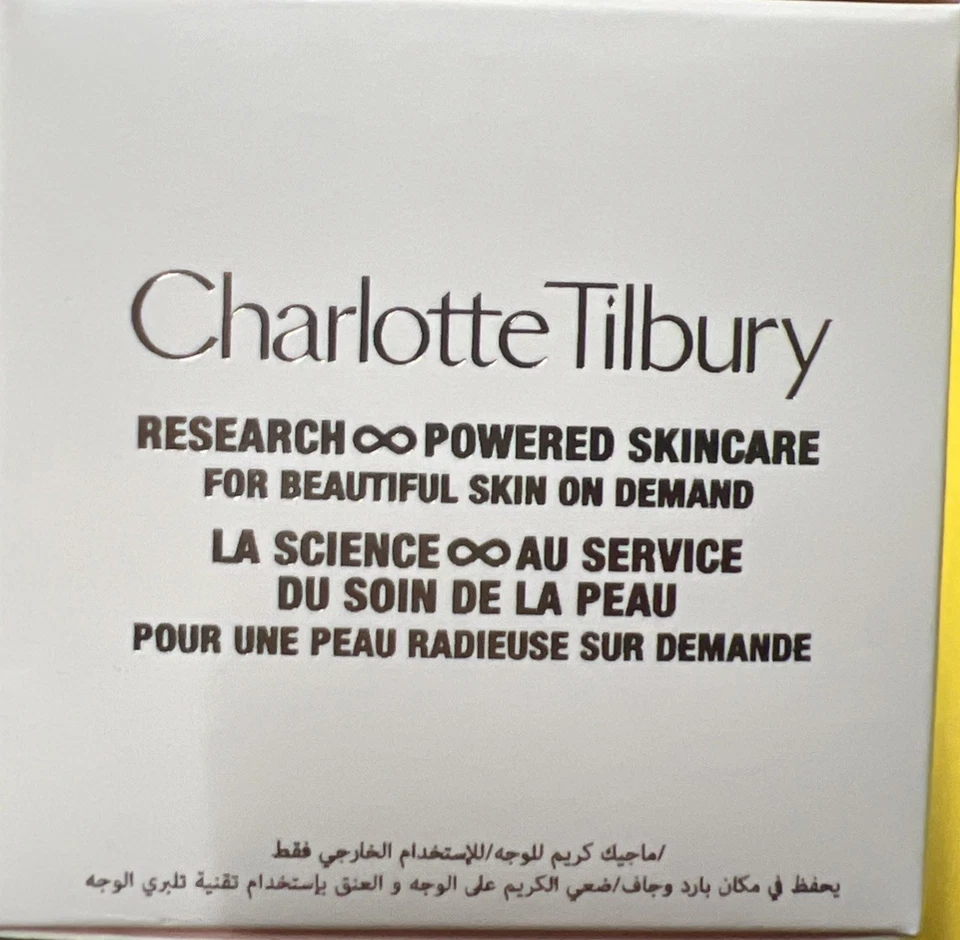 Charlotte Tilbury
RESEARCH ∞ POWERED SKINCARE
FOR BEAUTIFUL SKIN ON DEMAND
LA SCIENCE ∞ AU SERVICE
DU SOIN DE LA PEAU
POUR UNE PEAU RADIEUSE SUR DEMANDE
/ماجيك كريم للوجه/للإستخدام الخارجي فقط
يحفظ في مكان بارد وجاف/ضعي الكريم على الوجه و العنق بإستخدام تقنية تلبري الوجه